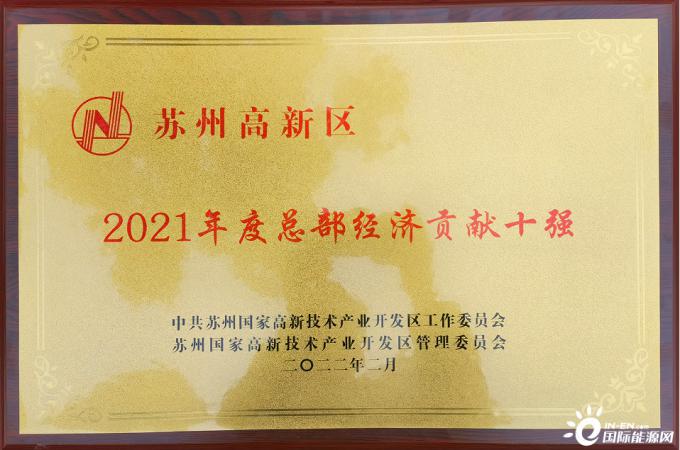 苏州高新区
2021年度总部经济贡献十强
中共苏州国家高新技术产业开发区工作委员会
苏州国家高新技术产业开发区管理委员会
二〇二二年二月
IN-EN.com
国际能源网